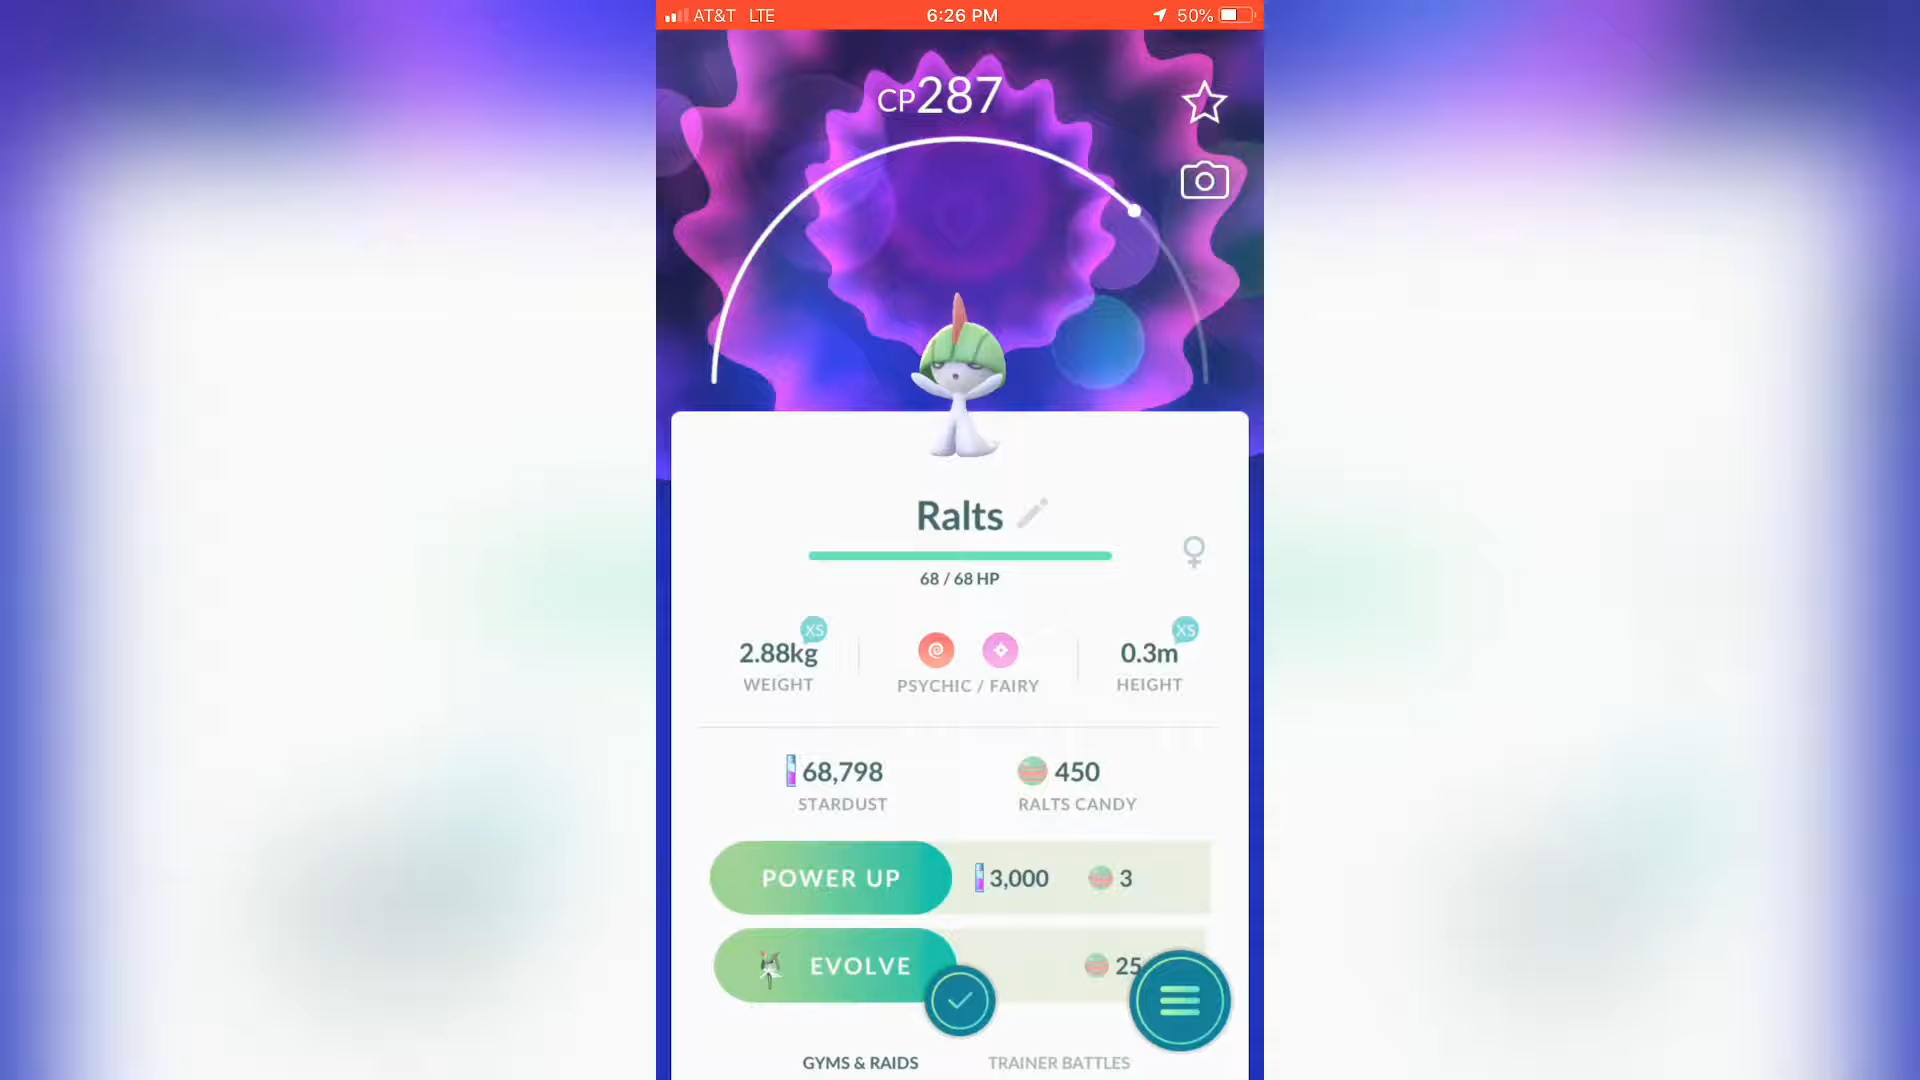 AT&T LTE 6:26 PM 50%
CP287
Ralts
68 / 68 HP
XS XS
2.88kg 0.3m
WEIGHT PSYCHIC / FAIRY HEIGHT
68,798 450
STARDUST RALTS CANDY
POWER UP 3,000 3
EVOLVE 25
GYMS & RAIDS TRAINER BATTLES